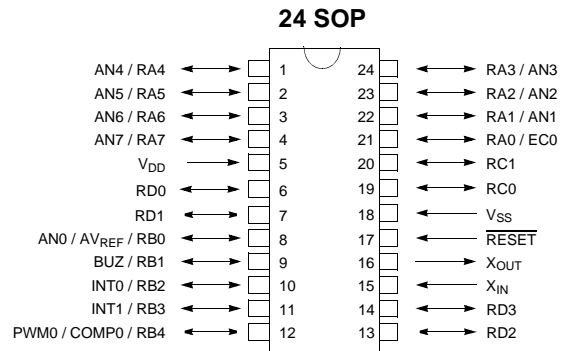 24 SOP
AN4 / RA4 1 24 RA3 / AN3
AN5 / RA5 2 23 RA2 / AN2
AN6 / RA6 3 22 RA1 / AN1
AN7 / RA7 4 21 RA0 / EC0
VDD 5 20 RC1
RD0 6 19 RC0
RD1 7 18 VSS
AN0 / AVREF / RB0 8 17 RESET
BUZ / RB1 9 16 XOUT
INT0 / RB2 10 15 XIN
INT1 / RB3 11 14 RD3
PWM0 / COMP0 / RB4 12 13 RD2